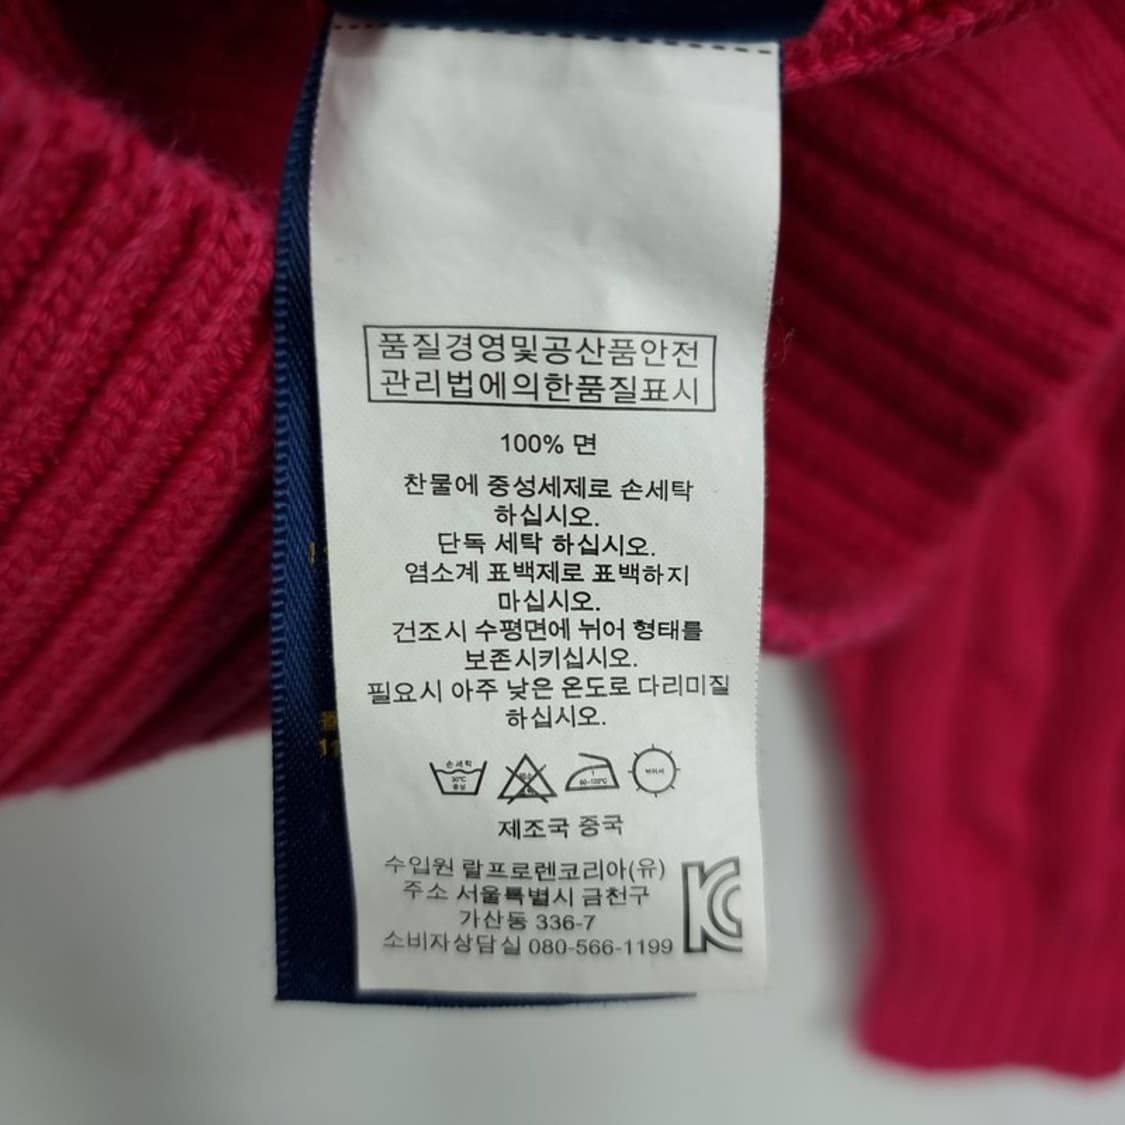 품질경영및공산품안전
관리법에의한품질표시
100% 면
찬물에 중성세제로 손세탁
하십시오.
단독 세탁 하십시오.
염소계 표백제로 표백하지
마십시오.
건조시 수평면에 뉘어 형태를
보존시키십시오.
필요시 아주 낮은 온도로 다리미질
하십시오.
손세탁
30℃
중성
제조국 중국
수입원 랄프로렌코리아(유)
주소 서울특별시 금천구
가산동 336-7
소비자상담실 080-566-1199